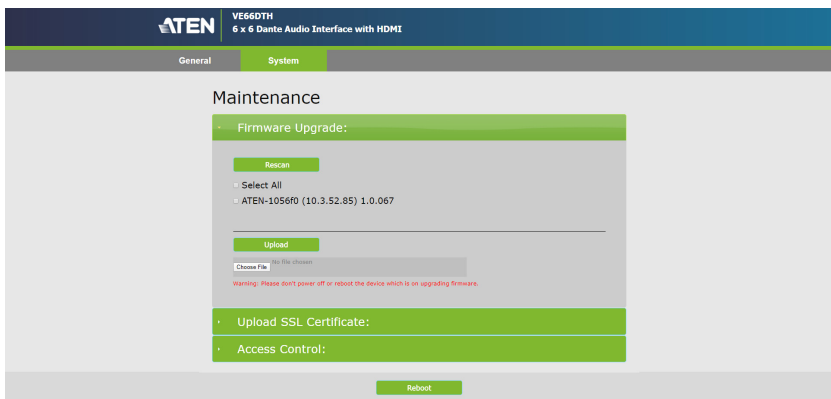 ATEN
VE66DTH
6 x 6 Dante Audio Interface with HDMI
General
System
Maintenance
Firmware Upgrade:
Rescan
Select All
ATEN-1056f0 (10.3.52.85) 1.0.067
Upload
Choose File No file chosen
Warning: Please don't power off or reboot the device which is on upgrading firmware.
Upload SSL Certificate:
Access Control:
Reboot